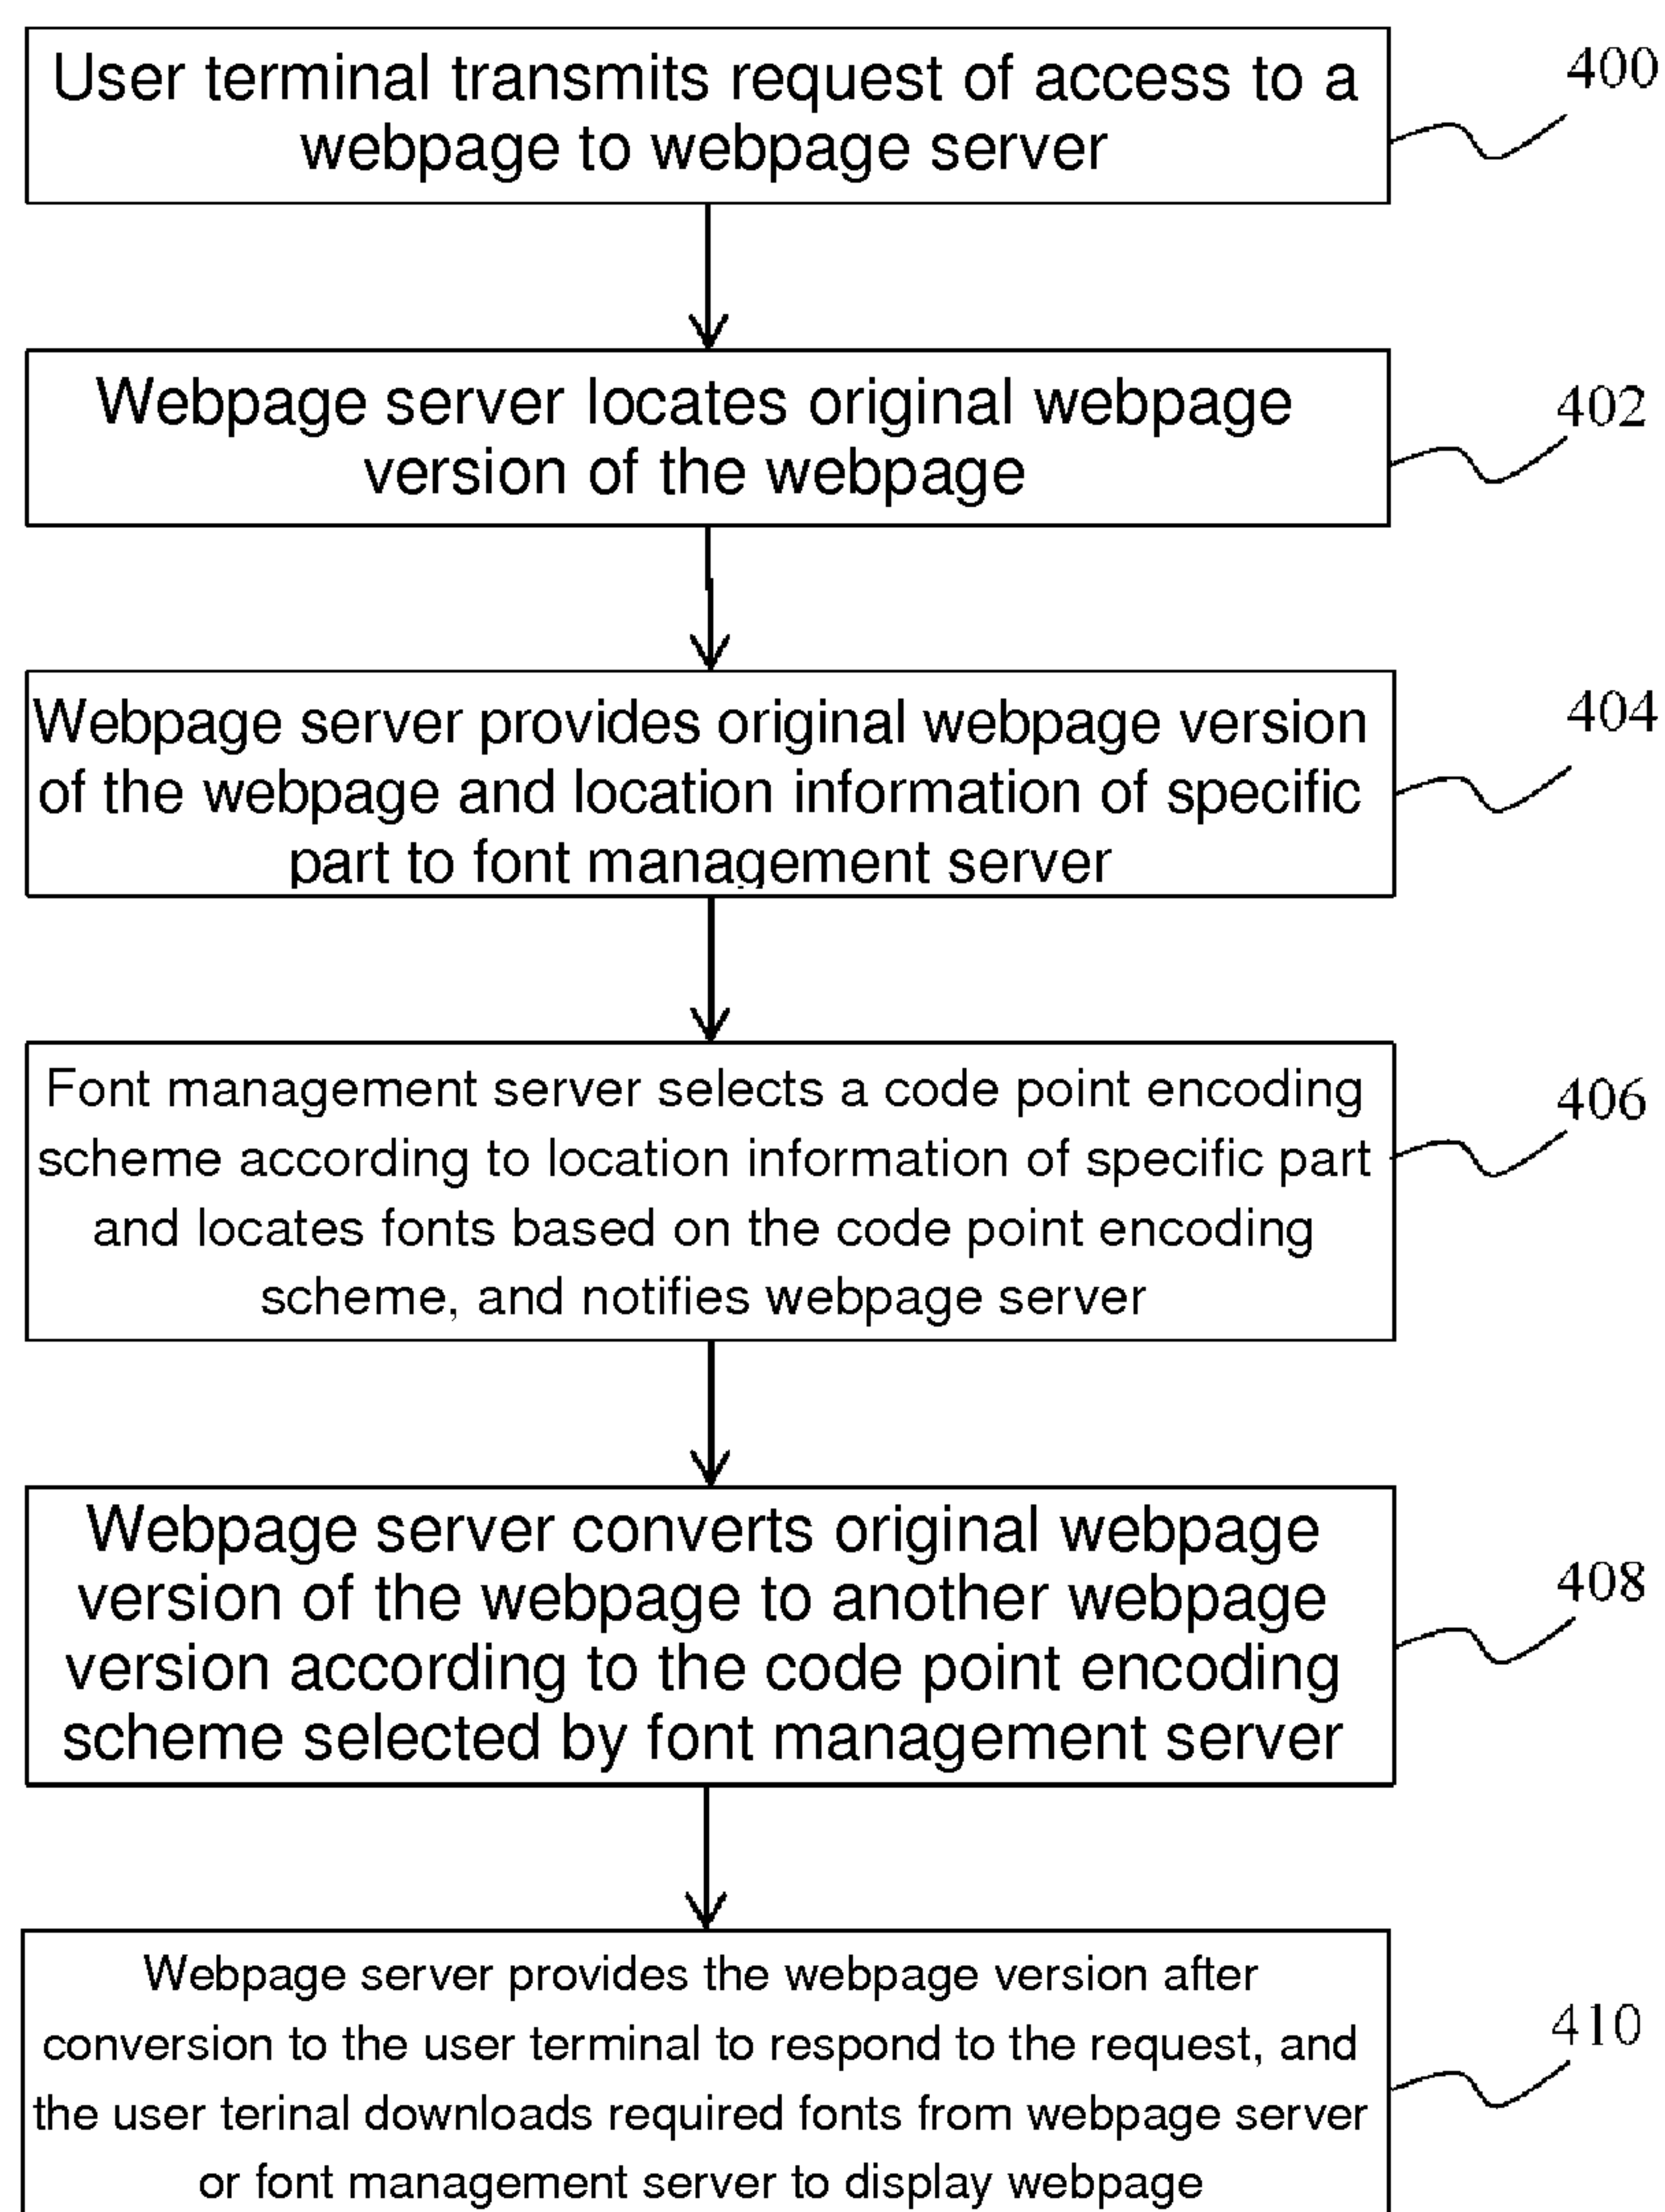 User terminal transmits request of access to a
webpage to webpage server
400
Webpage server locates original webpage
version of the webpage
402
Webpage server provides original webpage version
of the webpage and location information of specific
part to font management server
404
Font management server selects a code point encoding
scheme according to location information of specific part
and locates fonts based on the code point encoding
scheme, and notifies webpage server
406
Webpage server converts original webpage
version of the webpage to another webpage
version according to the code point encoding
scheme selected by font management server
408
Webpage server provides the webpage version after
conversion to the user terminal to respond to the request, and
the user terinal downloads required fonts from webpage server
or font management server to display webpage
410